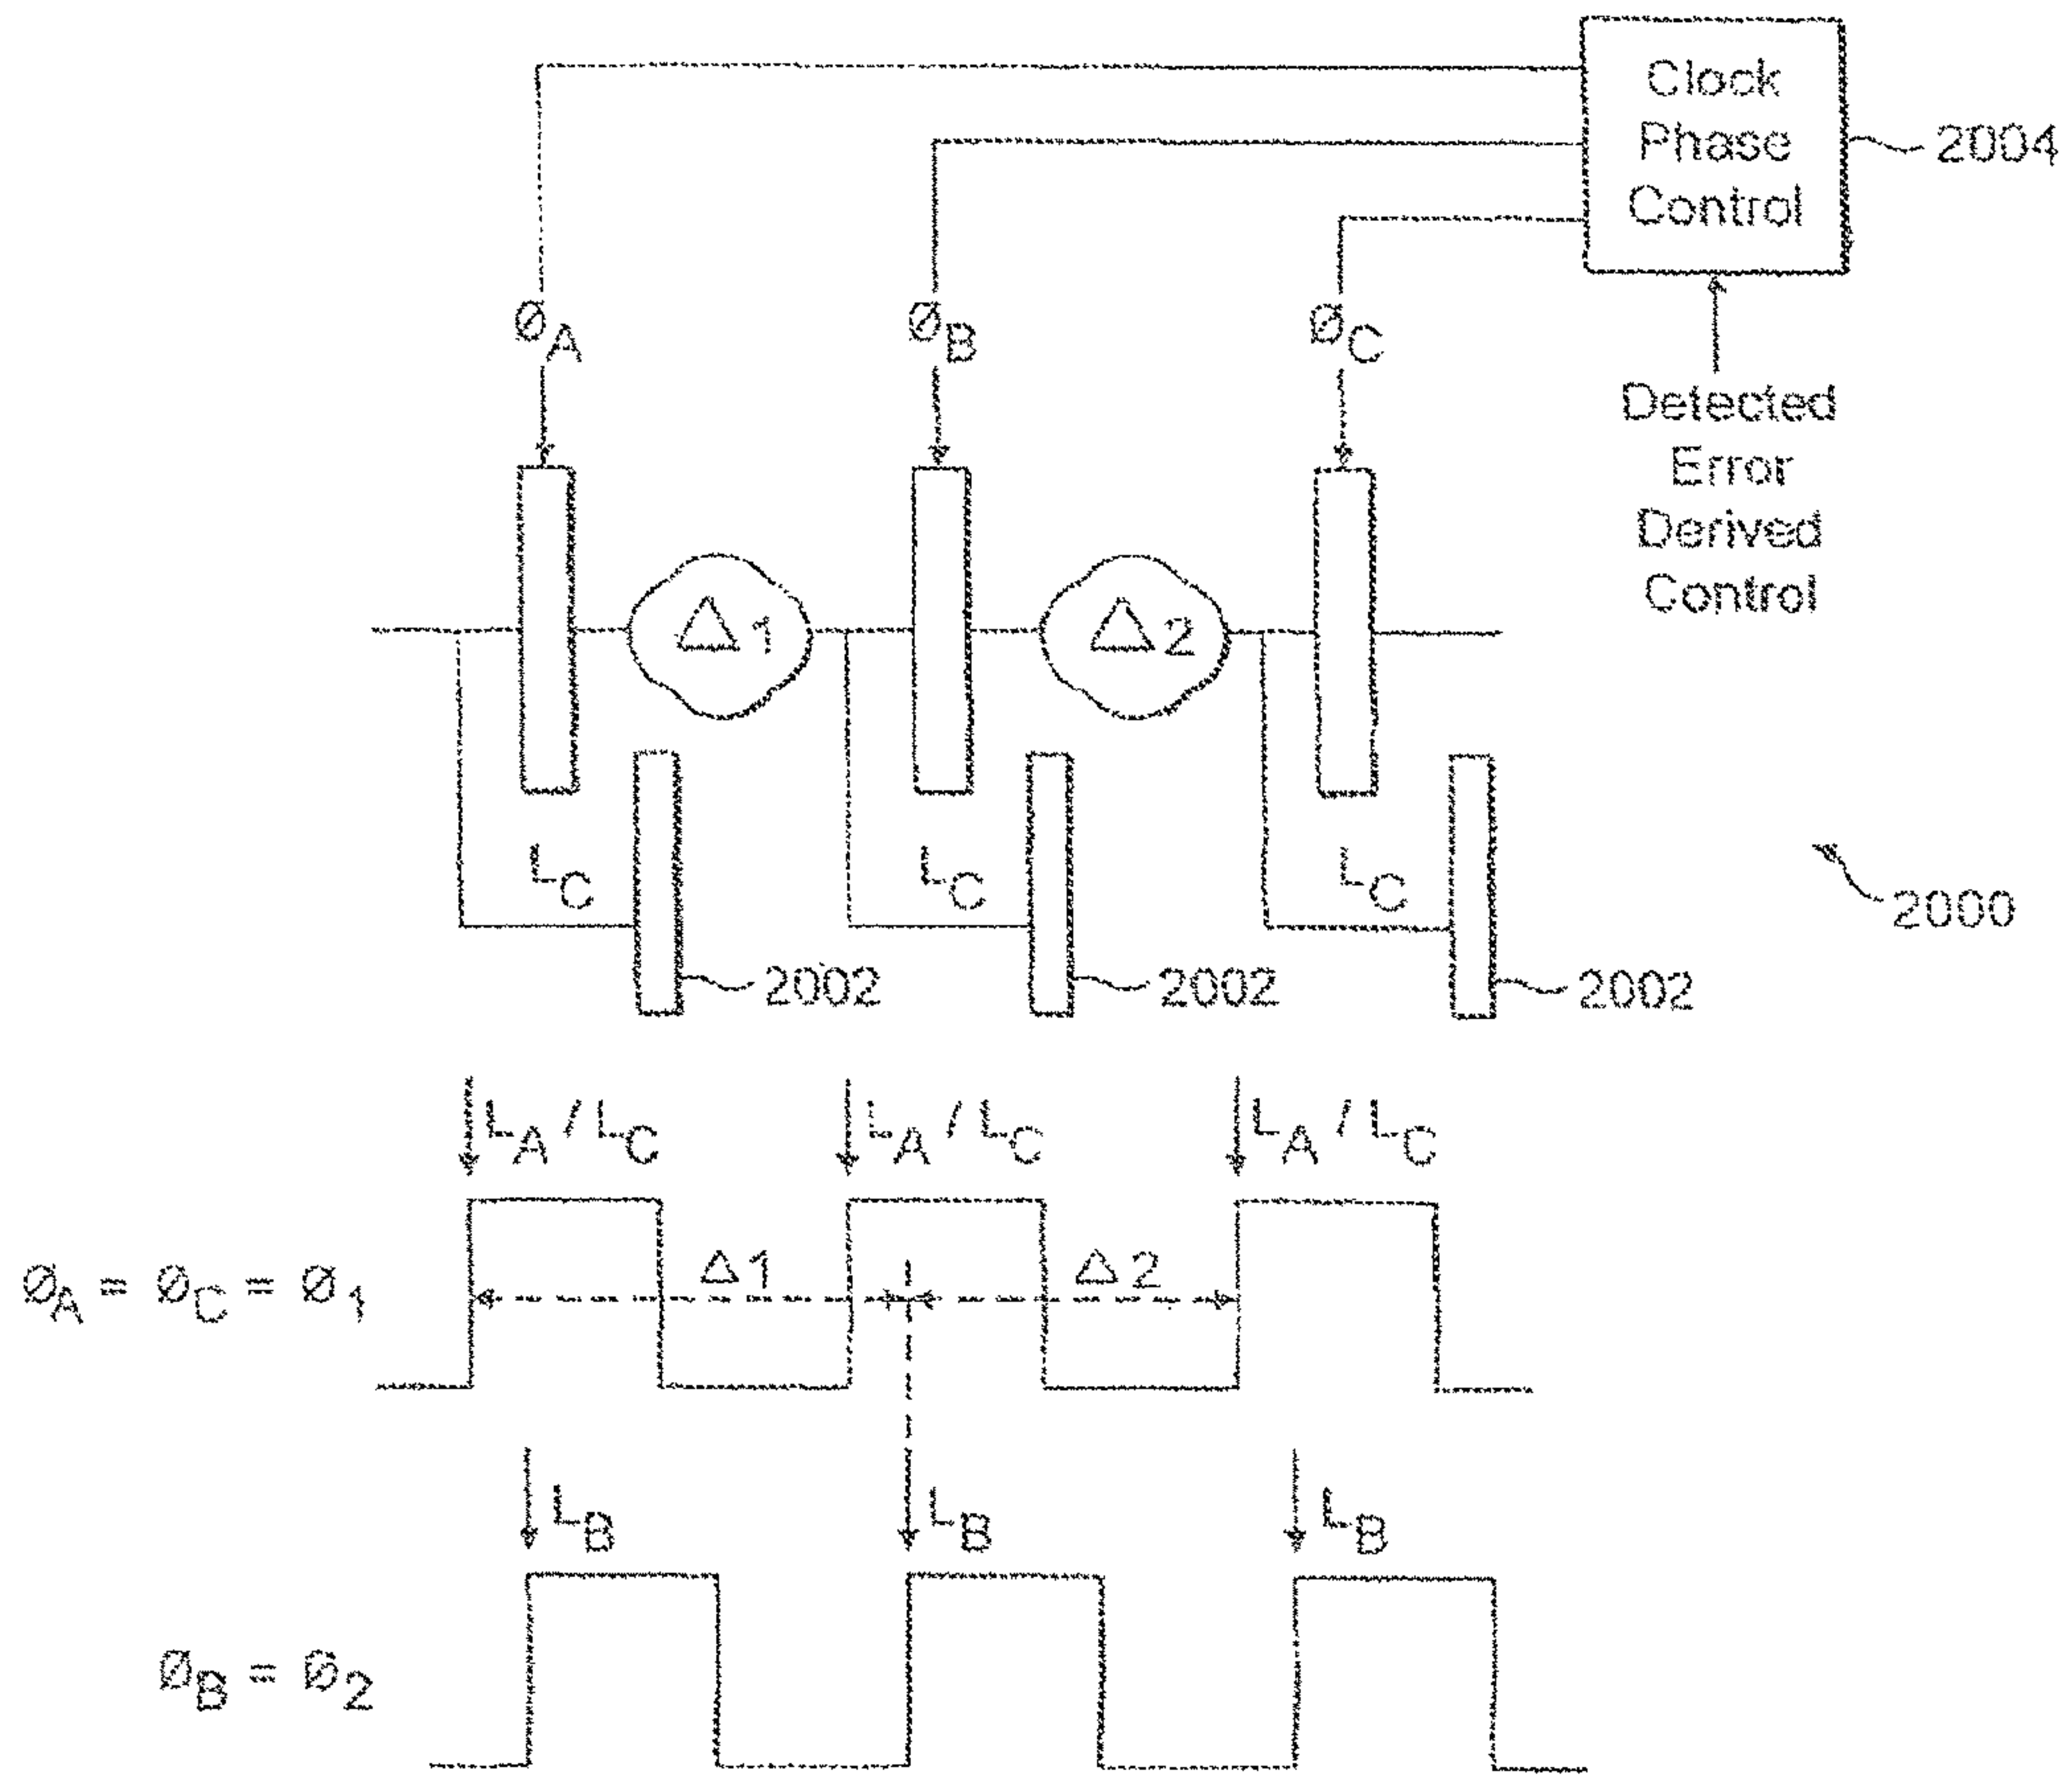 Clock
Phase
Control
2004
ØA
ØB
ØC
Detected
Error
Derived
Control
Δ1
Δ2
LC
LC
LC
2000
2002
2002
2002
LA / LC
LA / LC
LA / LC
Δ1
Δ2
ØA = ØC = Ø1
LB
LB
LB
ØB = Ø2